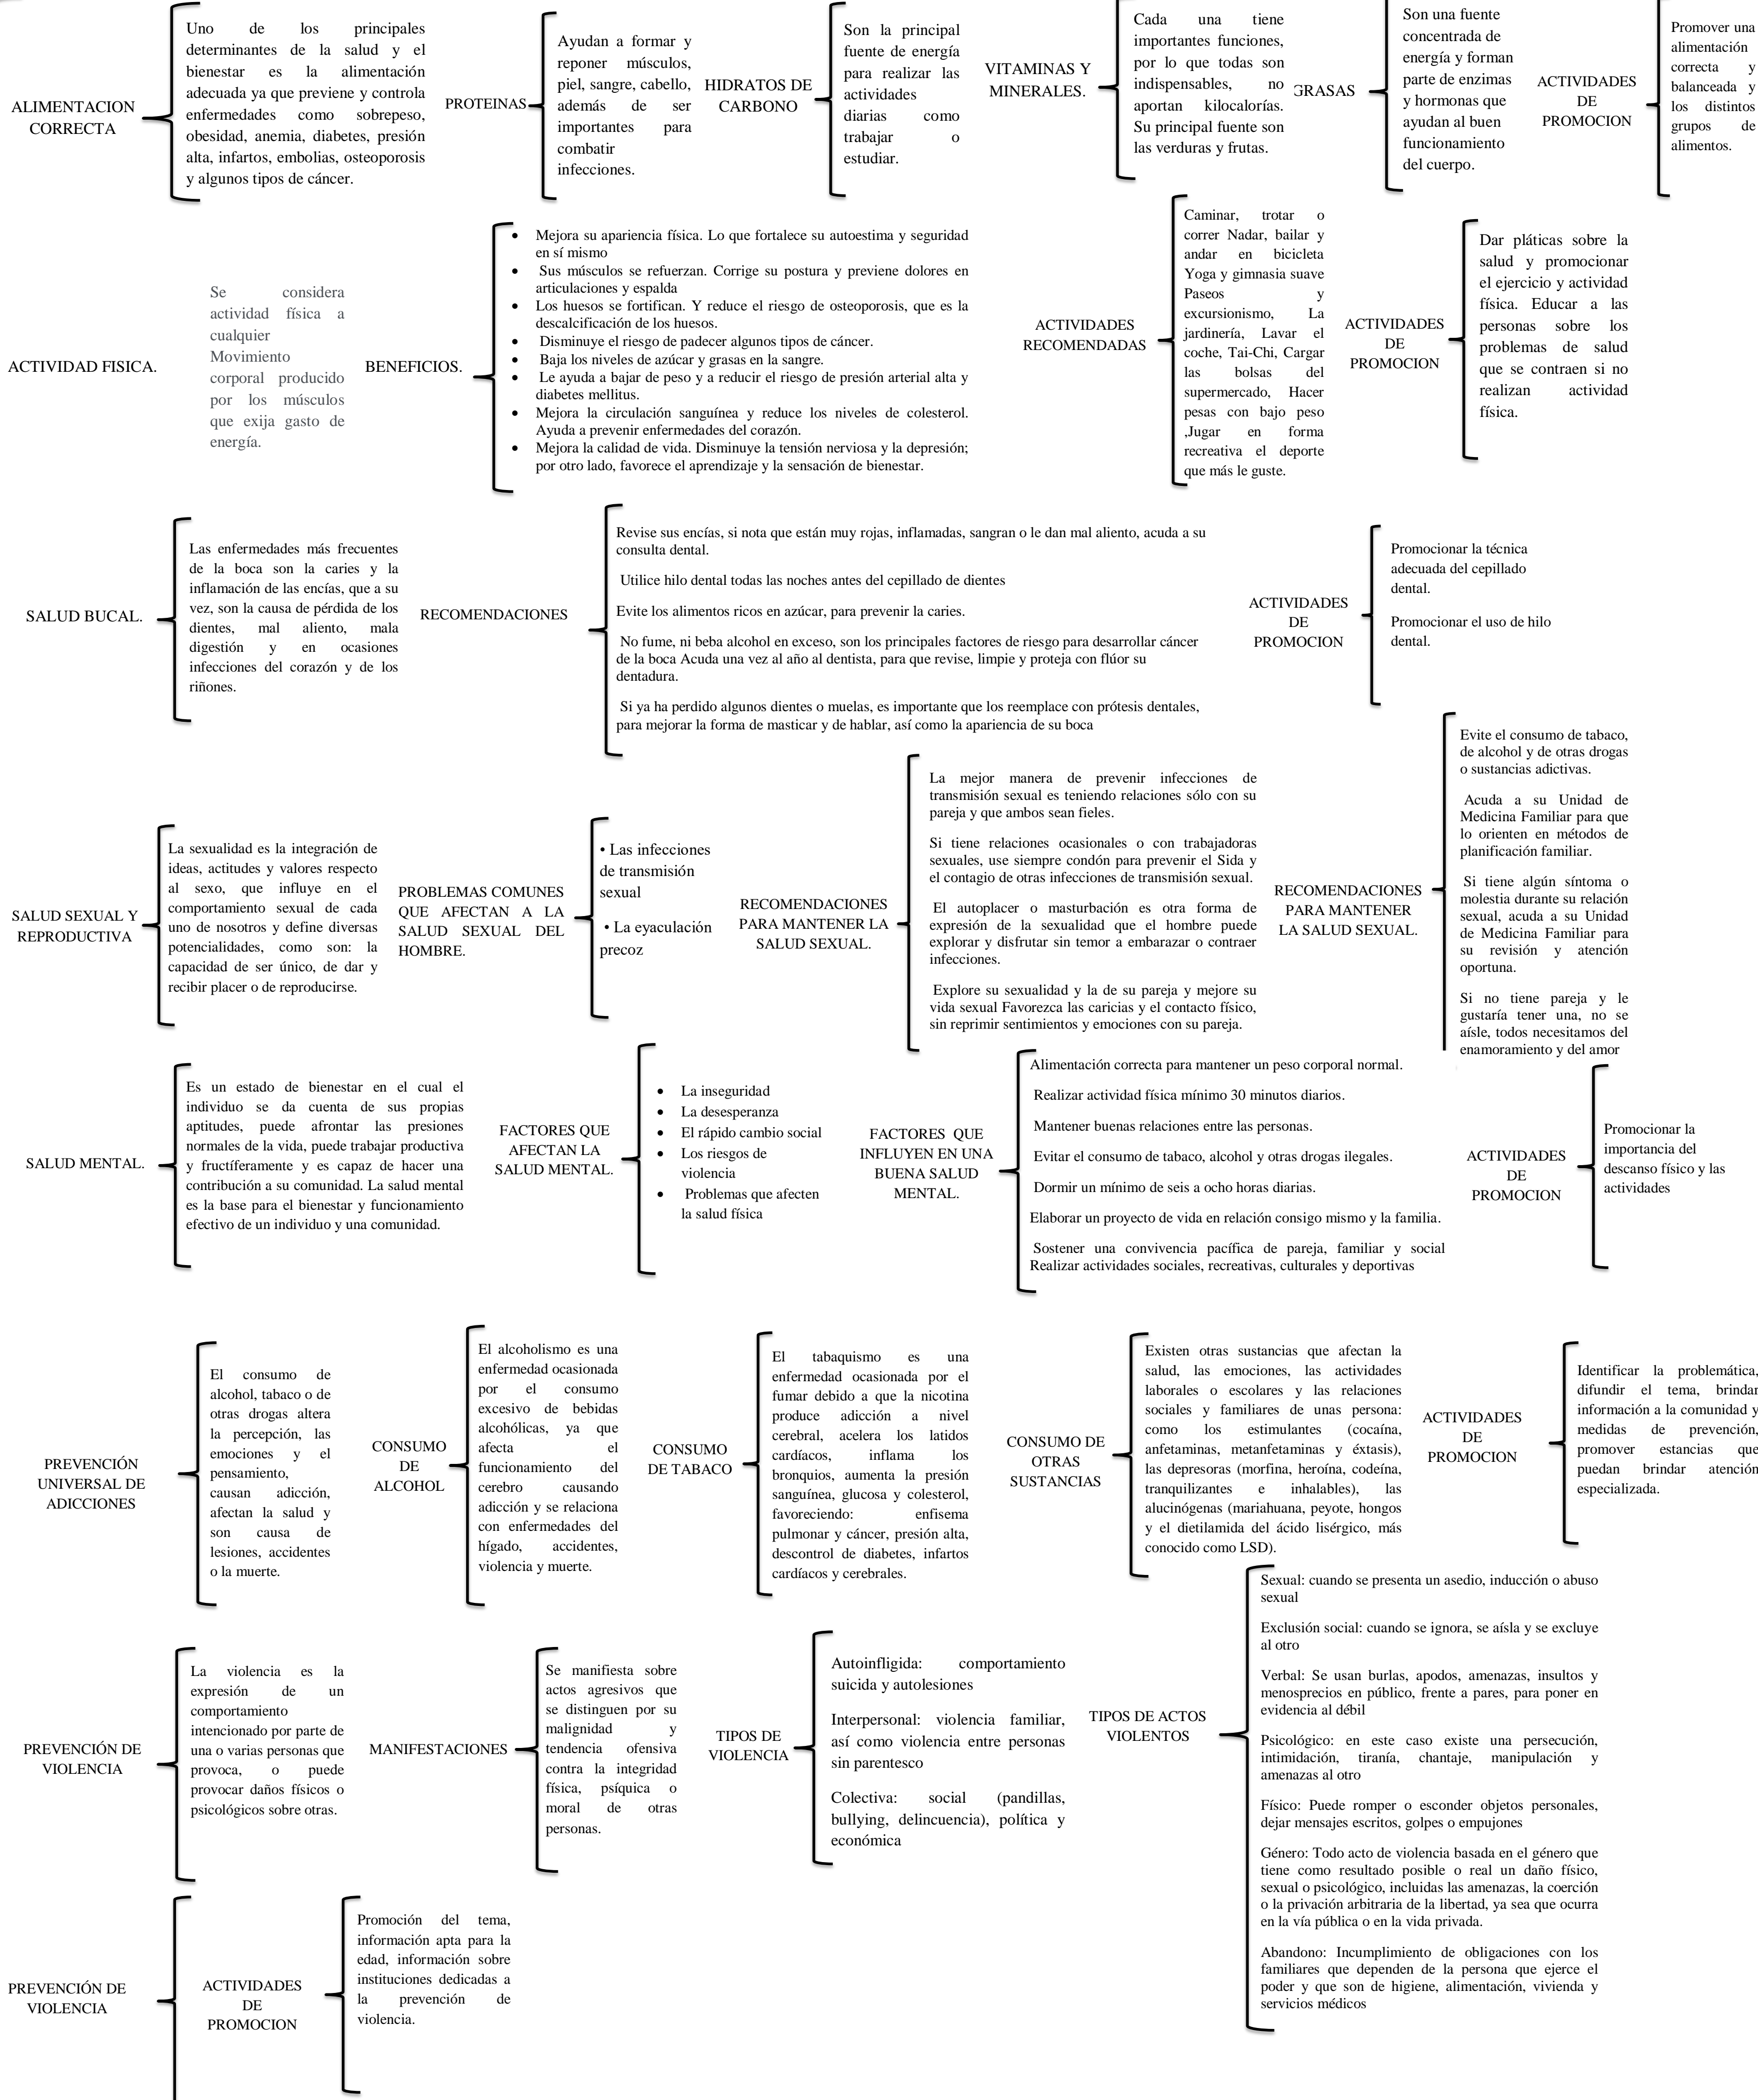 ALIMENTACION
CORRECTA
Uno de los principales
determinantes de la salud y el
bienestar es la alimentación
adecuada ya que previene y controla
enfermedades como sobrepeso,
obesidad, anemia, diabetes, presión
alta, infartos, embolias, osteoporosis
y algunos tipos de cáncer.
PROTEINAS
Ayudan a formar y
reponer músculos,
piel, sangre, cabello,
además de ser
importantes para
combatir
infecciones.
HIDRATOS DE
CARBONO
Son la principal
fuente de energía
para realizar las
actividades
diarias como
trabajar o
estudiar.
VITAMINAS Y
MINERALES.
Cada una tiene
importantes funciones,
por lo que todas son
indispensables, no
aportan kilocalorías.
Su principal fuente son
las verduras y frutas.
GRASAS
Son una fuente
concentrada de
energía y forman
parte de enzimas
y hormonas que
ayudan al buen
funcionamiento
del cuerpo.
ACTIVIDADES
DE
PROMOCION
Promover una
alimentación
correcta y
balanceada y
los distintos
grupos de
alimentos.
ACTIVIDAD FISICA.
Se considera
actividad física a
cualquier
Movimiento
corporal producido
por los músculos
que exija gasto de
energía.
BENEFICIOS.
• Mejora su apariencia física. Lo que fortalece su autoestima y seguridad
en sí mismo
• Sus músculos se refuerzan. Corrige su postura y previene dolores en
articulaciones y espalda
• Los huesos se fortifican. Y reduce el riesgo de osteoporosis, que es la
descalcificación de los huesos.
• Disminuye el riesgo de padecer algunos tipos de cáncer.
• Baja los niveles de azúcar y grasas en la sangre.
• Le ayuda a bajar de peso y a reducir el riesgo de presión arterial alta y
diabetes mellitus.
• Mejora la circulación sanguínea y reduce los niveles de colesterol.
Ayuda a prevenir enfermedades del corazón.
• Mejora la calidad de vida. Disminuye la tensión nerviosa y la depresión;
por otro lado, favorece el aprendizaje y la sensación de bienestar.
ACTIVIDADES
RECOMENDADAS
Caminar, trotar o
correr Nadar, bailar y
andar en bicicleta
Yoga y gimnasia suave
Paseos y
excursionismo, La
jardinería, Lavar el
coche, Tai-Chi, Cargar
las bolsas del
supermercado, Hacer
pesas con bajo peso
,Jugar en forma
recreativa el deporte
que más le guste.
ACTIVIDADES
DE
PROMOCION
Dar pláticas sobre la
salud y promocionar
el ejercicio y actividad
física. Educar a las
personas sobre los
problemas de salud
que se contraen si no
realizan actividad
física.
SALUD BUCAL.
Las enfermedades más frecuentes
de la boca son la caries y la
inflamación de las encías, que a su
vez, son la causa de pérdida de los
dientes, mal aliento, mala
digestión y en ocasiones
infecciones del corazón y de los
riñones.
RECOMENDACIONES
Revise sus encías, si nota que están muy rojas, inflamadas, sangran o le dan mal aliento, acuda a su
consulta dental.
Utilice hilo dental todas las noches antes del cepillado de dientes
Evite los alimentos ricos en azúcar, para prevenir la caries.
No fume, ni beba alcohol en exceso, son los principales factores de riesgo para desarrollar cáncer
de la boca Acuda una vez al año al dentista, para que revise, limpie y proteja con flúor su
dentadura.
Si ya ha perdido algunos dientes o muelas, es importante que los reemplace con prótesis dentales,
para mejorar la forma de masticar y de hablar, así como la apariencia de su boca
ACTIVIDADES
DE
PROMOCION
Promocionar la técnica
adecuada del cepillado
dental.
Promocionar el uso de hilo
dental.
SALUD SEXUAL Y
REPRODUCTIVA
La sexualidad es la integración de
ideas, actitudes y valores respecto
al sexo, que influye en el
comportamiento sexual de cada
uno de nosotros y define diversas
potencialidades, como son: la
capacidad de ser único, de dar y
recibir placer o de reproducirse.
PROBLEMAS COMUNES
QUE AFECTAN A LA
SALUD SEXUAL DEL
HOMBRE.
• Las infecciones
de transmisión
sexual
• La eyaculación
precoz
RECOMENDACIONES
PARA MANTENER LA
SALUD SEXUAL.
La mejor manera de prevenir infecciones de
transmisión sexual es teniendo relaciones sólo con su
pareja y que ambos sean fieles.
Si tiene relaciones ocasionales o con trabajadoras
sexuales, use siempre condón para prevenir el Sida y
el contagio de otras infecciones de transmisión sexual.
El autoplacer o masturbación es otra forma de
expresión de la sexualidad que el hombre puede
explorar y disfrutar sin temor a embarazar o contraer
infecciones.
Explore su sexualidad y la de su pareja y mejore su
vida sexual Favorezca las caricias y el contacto físico,
sin reprimir sentimientos y emociones con su pareja.
RECOMENDACIONES
PARA MANTENER
LA SALUD SEXUAL.
Evite el consumo de tabaco,
de alcohol y de otras drogas
o sustancias adictivas.
Acuda a su Unidad de
Medicina Familiar para que
lo orienten en métodos de
planificación familiar.
Si tiene algún síntoma o
molestia durante su relación
sexual, acuda a su Unidad
de Medicina Familiar para
su revisión y atención
oportuna.
Si no tiene pareja y le
gustaría tener una, no se
aísle, todos necesitamos del
enamoramiento y del amor
SALUD MENTAL.
Es un estado de bienestar en el cual el
individuo se da cuenta de sus propias
aptitudes, puede afrontar las presiones
normales de la vida, puede trabajar productiva
y fructíferamente y es capaz de hacer una
contribución a su comunidad. La salud mental
es la base para el bienestar y funcionamiento
efectivo de un individuo y una comunidad.
FACTORES QUE
AFECTAN LA
SALUD MENTAL.
• La inseguridad
• La desesperanza
• El rápido cambio social
• Los riesgos de
violencia
• Problemas que afecten
la salud física
FACTORES QUE
INFLUYEN EN UNA
BUENA SALUD
MENTAL.
Alimentación correcta para mantener un peso corporal normal.
Realizar actividad física mínimo 30 minutos diarios.
Mantener buenas relaciones entre las personas.
Evitar el consumo de tabaco, alcohol y otras drogas ilegales.
Dormir un mínimo de seis a ocho horas diarias.
Elaborar un proyecto de vida en relación consigo mismo y la familia.
Sostener una convivencia pacífica de pareja, familiar y social
Realizar actividades sociales, recreativas, culturales y deportivas
ACTIVIDADES
DE
PROMOCION
Promocionar la
importancia del
descanso físico y las
actividades
PREVENCIÓN
UNIVERSAL DE
ADICCIONES
El consumo de
alcohol, tabaco o de
otras drogas altera
la percepción, las
emociones y el
pensamiento,
causan adicción,
afectan la salud y
son causa de
lesiones, accidentes
o la muerte.
CONSUMO
DE
ALCOHOL
El alcoholismo es una
enfermedad ocasionada
por el consumo
excesivo de bebidas
alcohólicas, ya que
afecta el
funcionamiento del
cerebro causando
adicción y se relaciona
con enfermedades del
hígado, accidentes,
violencia y muerte.
CONSUMO
DE TABACO
El tabaquismo es una
enfermedad ocasionada por el
fumar debido a que la nicotina
produce adicción a nivel
cerebral, acelera los latidos
cardíacos, inflama los
bronquios, aumenta la presión
sanguínea, glucosa y colesterol,
favoreciendo: enfisema
pulmonar y cáncer, presión alta,
descontrol de diabetes, infartos
cardíacos y cerebrales.
CONSUMO DE
OTRAS
SUSTANCIAS
Existen otras sustancias que afectan la
salud, las emociones, las actividades
laborales o escolares y las relaciones
sociales y familiares de unas persona:
como los estimulantes (cocaína,
anfetaminas, metanfetaminas y éxtasis),
las depresoras (morfina, heroína, codeína,
tranquilizantes e inhalables), las
alucinógenas (mariahuana, peyote, hongos
y el dietilamida del ácido lisérgico, más
conocido como LSD).
ACTIVIDADES
DE
PROMOCION
Identificar la problemática,
difundir el tema, brindar
información a la comunidad y
medidas de prevención,
promover estancias que
puedan brindar atención
especializada.
PREVENCIÓN DE
VIOLENCIA
La violencia es la
expresión de un
comportamiento
intencionado por parte de
una o varias personas que
provoca, o puede
provocar daños físicos o
psicológicos sobre otras.
MANIFESTACIONES
Se manifiesta sobre
actos agresivos que
se distinguen por su
malignidad y
tendencia ofensiva
contra la integridad
física, psíquica o
moral de otras
personas.
TIPOS DE
VIOLENCIA
Autoinfligida: comportamiento
suicida y autolesiones
Interpersonal: violencia familiar,
así como violencia entre personas
sin parentesco
Colectiva: social (pandillas,
bullying, delincuencia), política y
económica
TIPOS DE ACTOS
VIOLENTOS
Sexual: cuando se presenta un asedio, inducción o abuso
sexual
Exclusión social: cuando se ignora, se aísla y se excluye
al otro
Verbal: Se usan burlas, apodos, amenazas, insultos y
menosprecios en público, frente a pares, para poner en
evidencia al débil
Psicológico: en este caso existe una persecución,
intimidación, tiranía, chantaje, manipulación y
amenazas al otro
Físico: Puede romper o esconder objetos personales,
dejar mensajes escritos, golpes o empujones
Género: Todo acto de violencia basada en el género que
tiene como resultado posible o real un daño físico,
sexual o psicológico, incluidas las amenazas, la coerción
o la privación arbitraria de la libertad, ya sea que ocurra
en la vía pública o en la vida privada.
Abandono: Incumplimiento de obligaciones con los
familiares que dependen de la persona que ejerce el
poder y que son de higiene, alimentación, vivienda y
servicios médicos
PREVENCIÓN DE
VIOLENCIA
ACTIVIDADES
DE
PROMOCION
Promoción del tema,
información apta para la
edad, información sobre
instituciones dedicadas a
la prevención de
violencia.